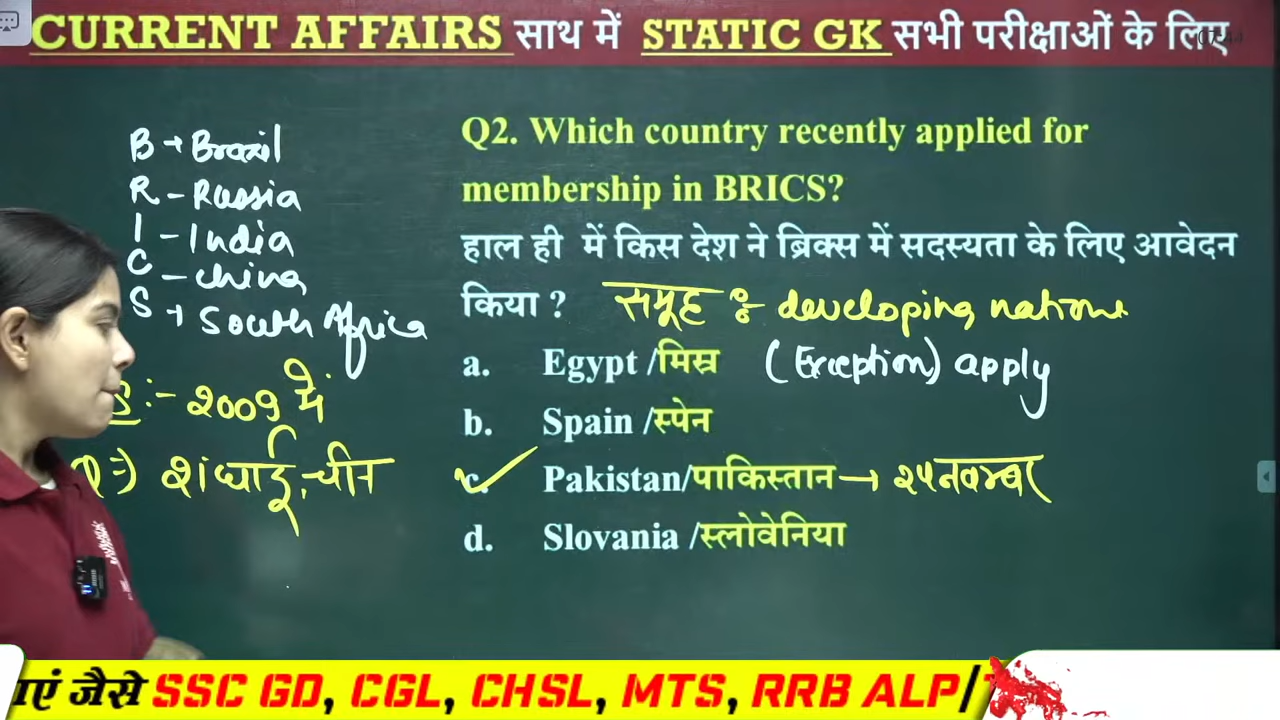 CURRENT AFFAIRS साथ में STATIC GK सभी परीक्षाओं के लिए
B → Brazil
R - Russia
I - India
C - China
S → South Africa
:- 2009 में
शंघाई, चीन
Q2. Which country recently applied for
membership in BRICS?
हाल ही में किस देश ने ब्रिक्स में सदस्यता के लिए आवेदन
किया ? समूह : developing nations
a. Egypt /मिस्र (Exception) apply
b. Spain /स्पेन
c. Pakistan/पाकिस्तान → २५ नवम्बर
d. Slovania /स्लोवेनिया
एं जैसे SSC GD, CGL, CHSL, MTS, RRB ALP/